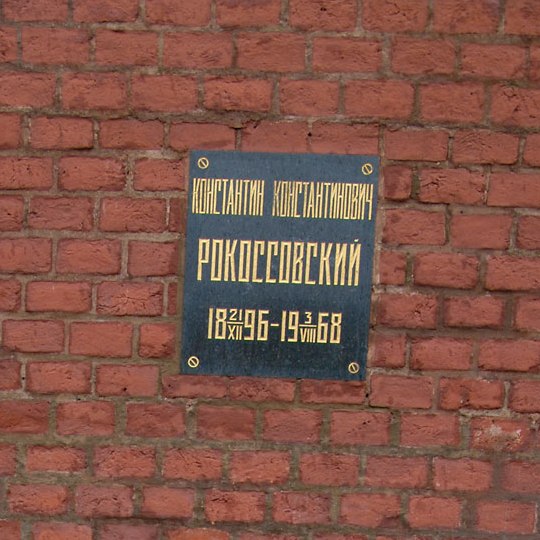 КОНСТАНТИН КОНСТАНТИНОВИЧ
РОКОССОВСКИЙ
18 21/XII 96 - 19 3/VIII 68